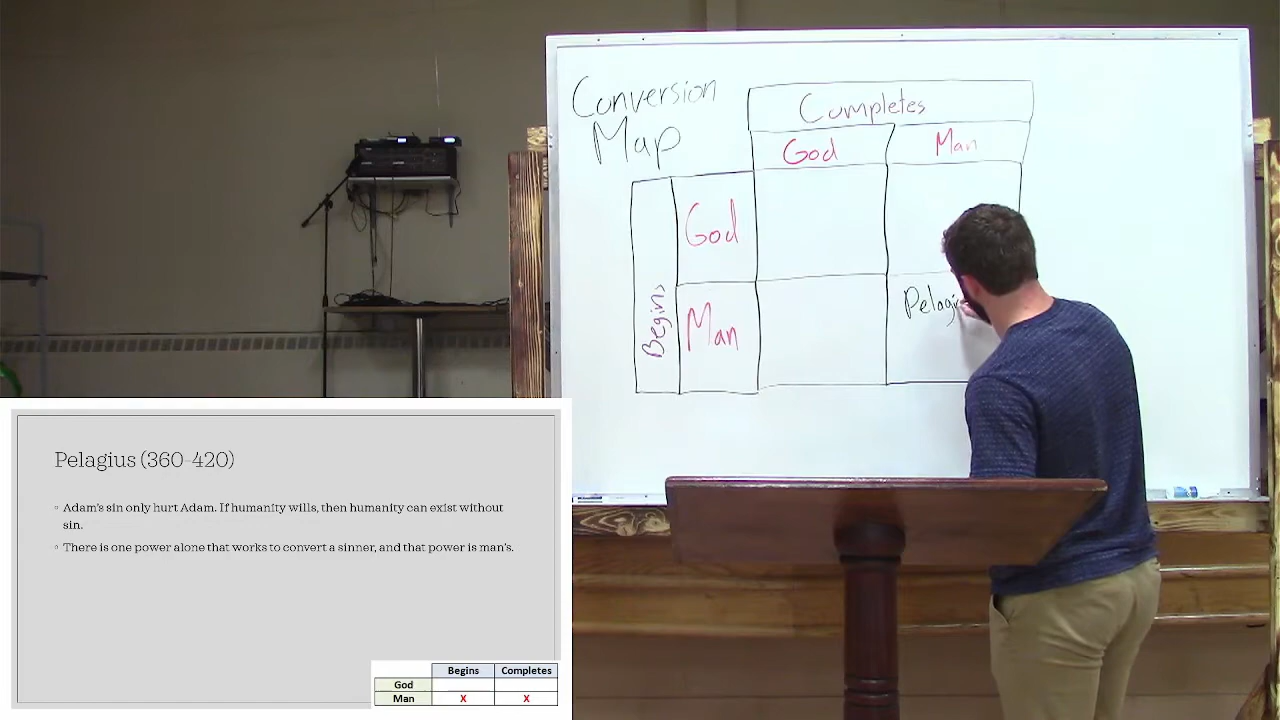 Conversion
Map
Completes
God Man
God
Begins
Man
Pelagi
Pelagius (360-420)
Adam's sin only hurt Adam. If humanity wills, then humanity can exist without
sin.
There is one power alone that works to convert a sinner, and that power is man's.
Begins Completes
God
Man X X